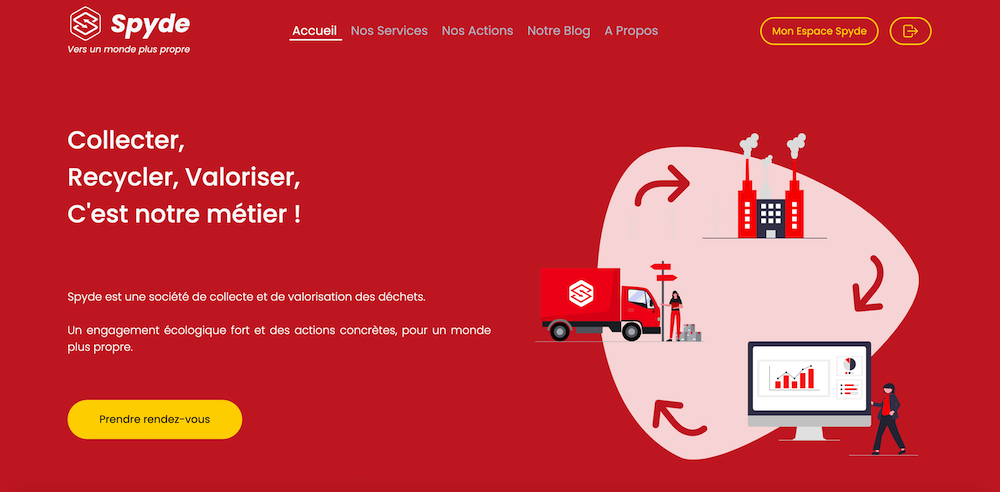 Spyde
Vers un monde plus propre
Accueil
Nos Services
Nos Actions
Notre Blog
A Propos
Mon Espace Spyde
Collecter,
Recycler, Valoriser,
C'est notre métier !
Spyde est une société de collecte et de valorisation des déchets.
Un engagement écologique fort et des actions concrètes, pour un monde
plus propre.
Prendre rendez-vous